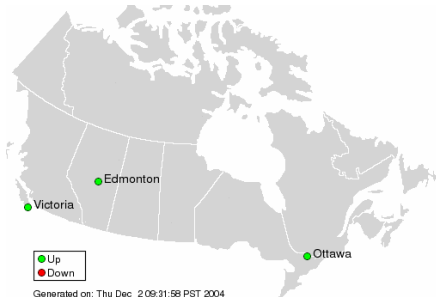 Edmonton
Victoria
Ottawa
Up
Down
Generated on: Thu Dec 2 09:31:58 PST 2004